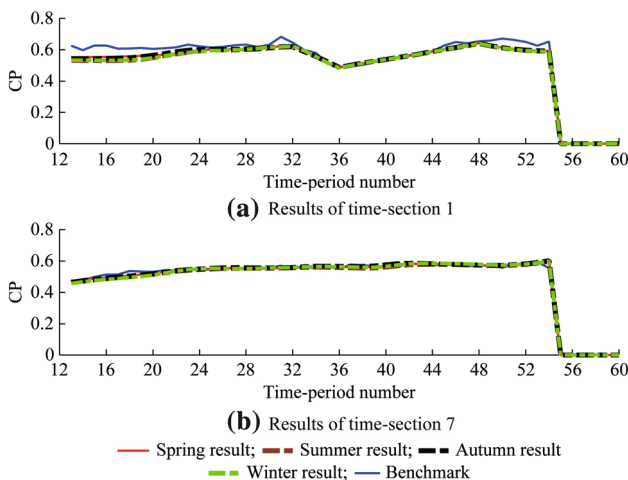 0.8
0.6
CP
0.4
0.2
0
12 16 20 24 28 32 36 40 44 48 52 56 60
Time-period number
(a) Results of time-section 1
0.8
0.6
CP
0.4
0.2
0
12 16 20 24 28 32 36 40 44 48 52 56 60
Time-period number
(b) Results of time-section 7
Spring result; Summer result; Autumn result
Winter result; Benchmark